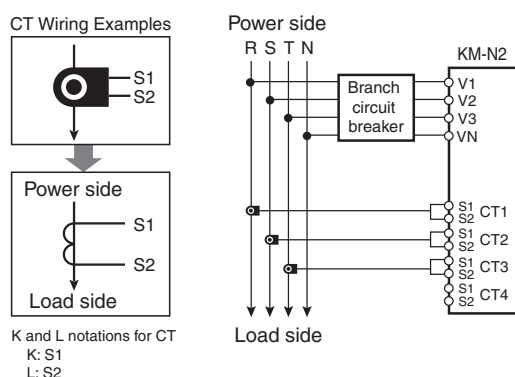 CT Wiring Examples
S1
S2
Power side
S1
S2
Load side
K and L notations for CT
K: S1
L: S2
Power side
R S T N
KM-N2
Branch
circuit
breaker
V1
V2
V3
VN
S1
S2 CT1
S1
S2 CT2
S1
S2 CT3
S1
S2 CT4
Load side